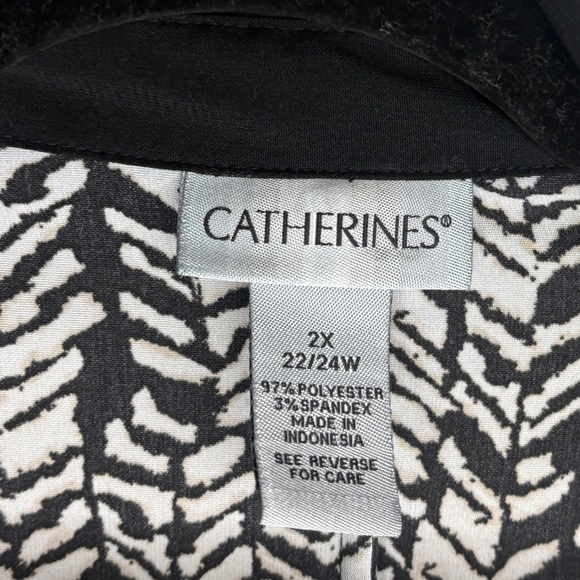 CATHERINES®
2X
22/24W
97% POLYESTER
3% SPANDEX
MADE IN
INDONESIA
SEE REVERSE
FOR CARE